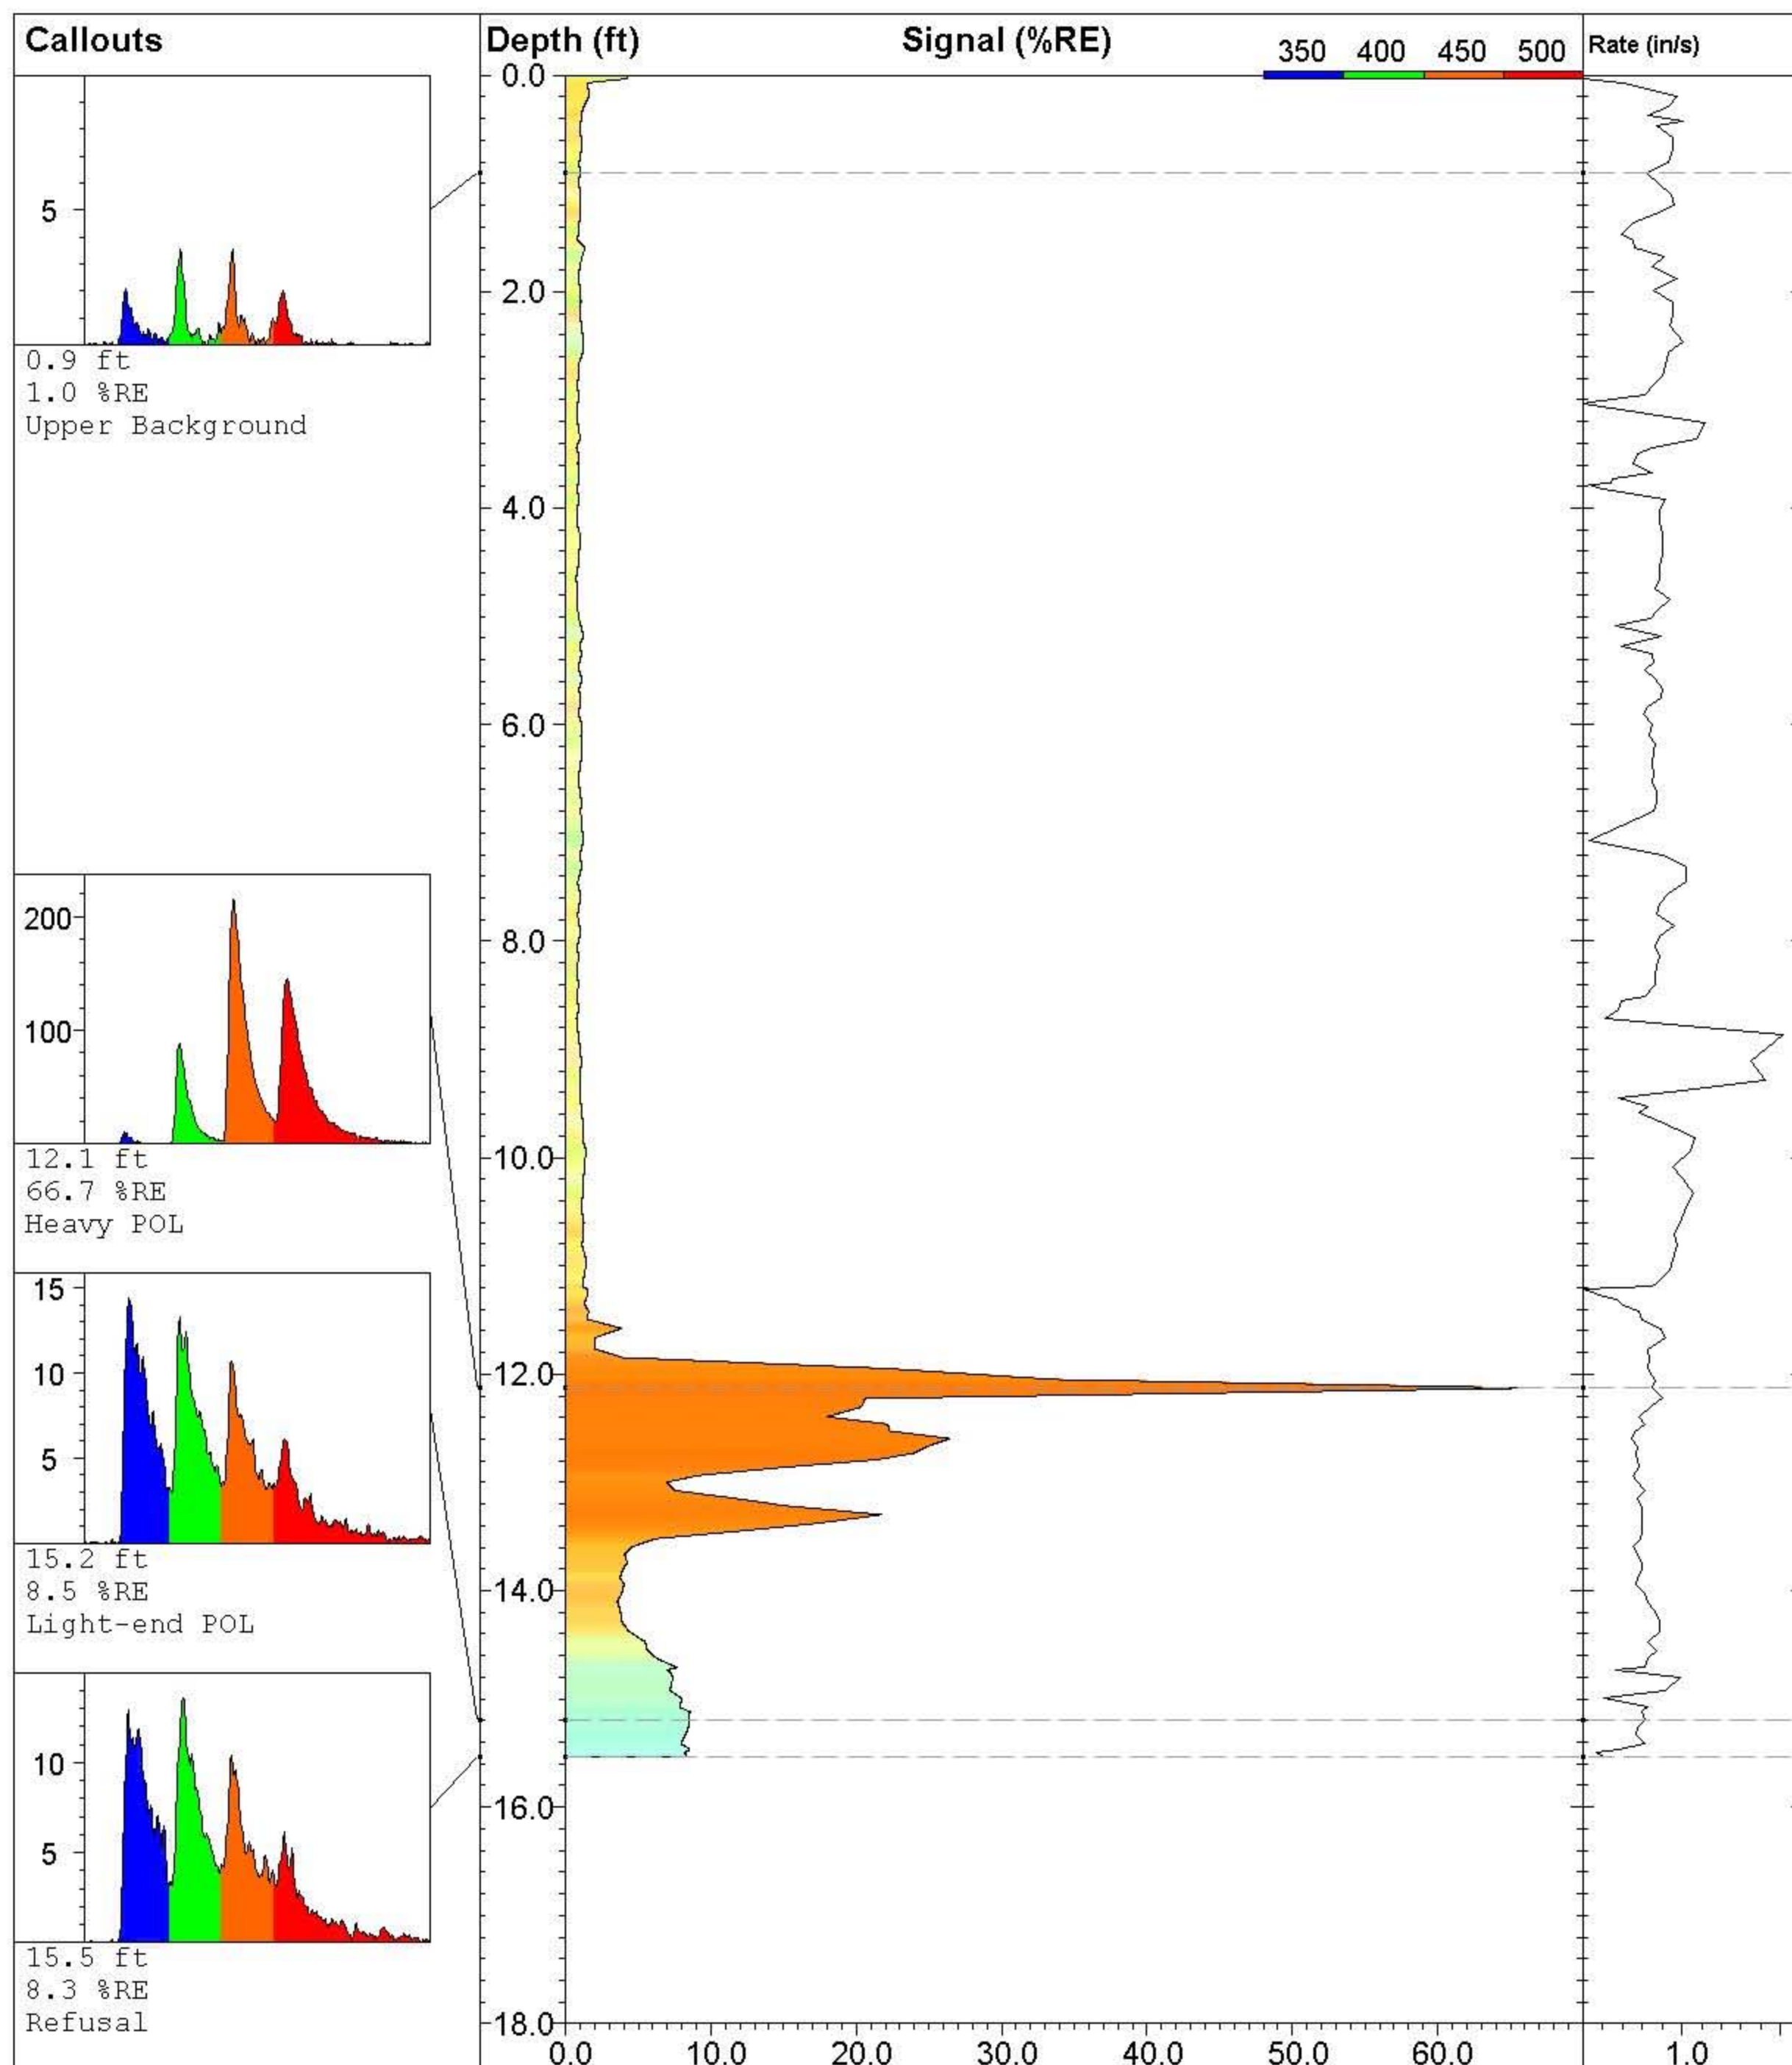 Callouts
Depth (ft)
Signal (%RE)
350 400 450 500
Rate (in/s)
5
0.9 ft
1.0 %RE
Upper Background
200
100
12.1 ft
66.7 %RE
Heavy POL
15
10
5
15.2 ft
8.5 %RE
Light-end POL
10
5
15.5 ft
8.3 %RE
Refusal
0.0
2.0
4.0
6.0
8.0
10.0
12.0
14.0
16.0
18.0
0.0 10.0 20.0 30.0 40.0 50.0 60.0
1.0